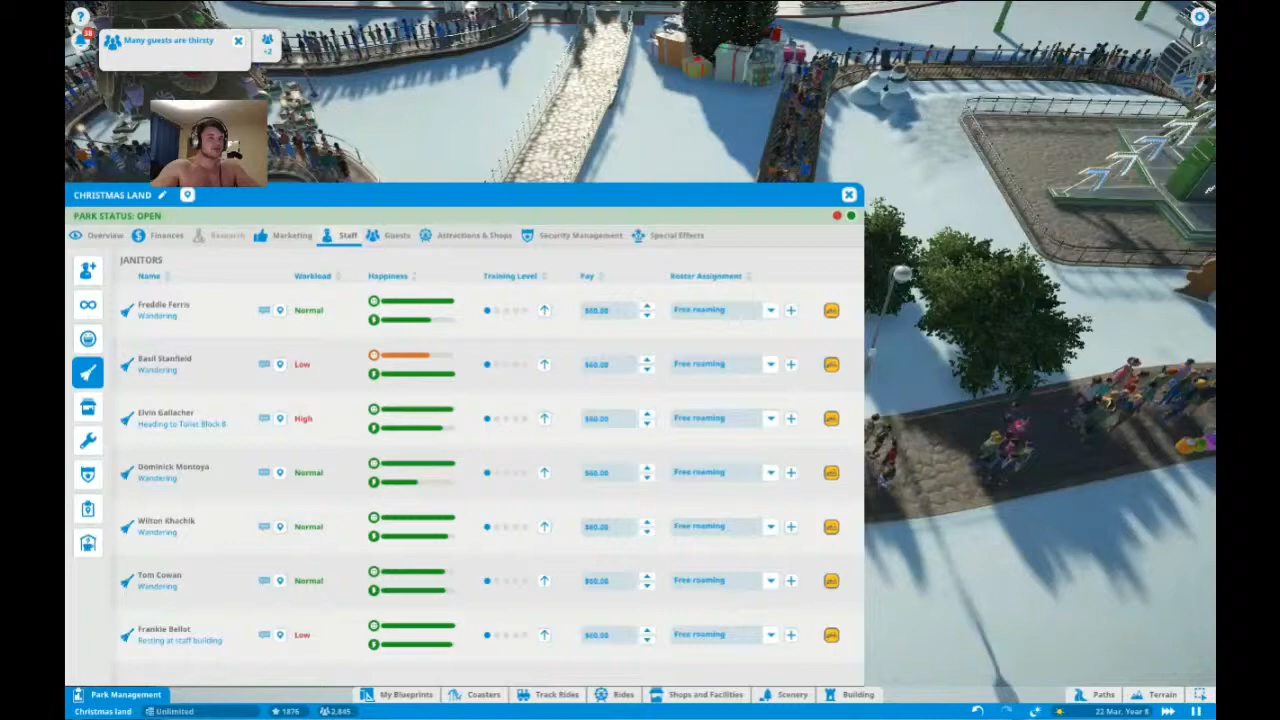 ?
38
Many guests are thirsty
+2
CHRISTMAS LAND
PARK STATUS: OPEN
Overview Finances Research Marketing Staff Guests Attractions & Shops Security Management Special Effects
JANITORS
Name Workload Happiness Training Level Pay Roster Assignment
Freddie Ferris
Wandering
Normal $60.00 Free roaming
Basil Stanfield
Wandering
Low $60.00 Free roaming
Elvin Gallacher
Heading to Toilet Block 8
High $60.00 Free roaming
Dominick Montoya
Wandering
Normal $60.00 Free roaming
Wilton Khachik
Wandering
Normal $60.00 Free roaming
Tom Cowan
Wandering
Normal $60.00 Free roaming
Frankie Bellot
Resting at staff building
Low $60.00 Free roaming
Park Management My Blueprints Coasters Track Rides Rides Shops and Facilities Scenery Building Paths Terrain
Christmas land Unlimited 1876 2,845 22 Mar, Year 8